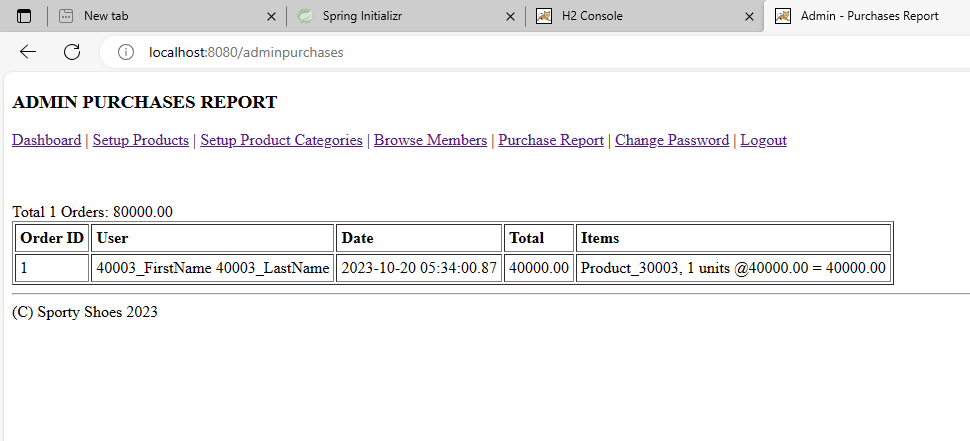 New tab
Spring Initializr
H2 Console
Admin - Purchases Report
localhost:8080/adminpurchases
ADMIN PURCHASES REPORT
Dashboard | Setup Products | Setup Product Categories | Browse Members | Purchase Report | Change Password | Logout
Total 1 Orders: 80000.00
Order ID User Date Total Items
1 40003_FirstName 40003_LastName 2023-10-20 05:34:00.87 40000.00 Product_30003, 1 units @40000.00 = 40000.00
(C) Sporty Shoes 2023